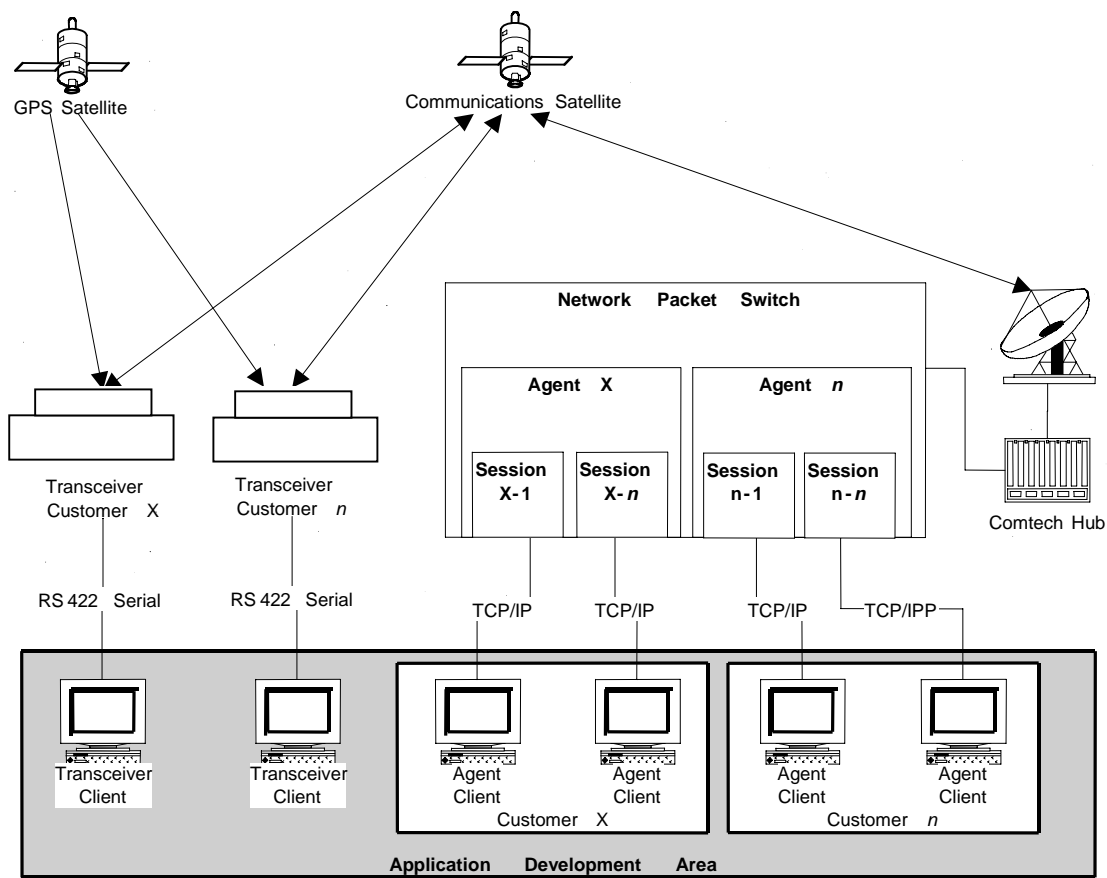 GPS Satellite
Communications Satellite
Network Packet Switch
Agent X
Agent n
Session
X-1
Session
X-n
Session
n-1
Session
n-n
Transceiver
Customer X
Transceiver
Customer n
Comtech Hub
RS 422 Serial
RS 422 Serial
TCP/IP
TCP/IP
TCP/IP
TCP/IPP
Transceiver
Client
Transceiver
Client
Agent
Client
Agent
Client
Agent
Client
Agent
Client
Customer X
Customer n
Application Development Area